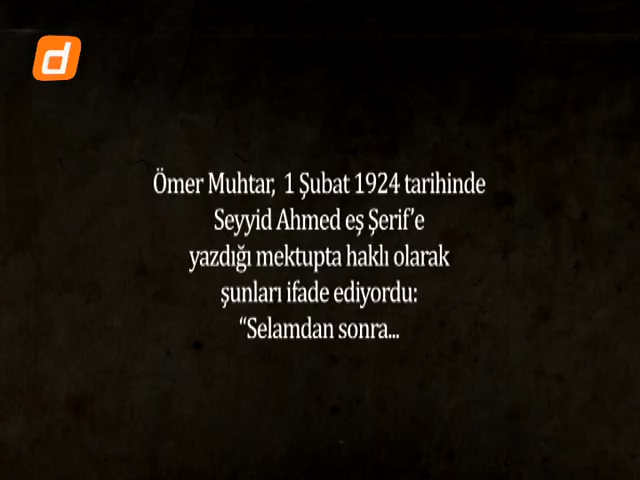 d
Ömer Muhtar, 1 Şubat 1924 tarihinde
Seyyid Ahmed eş Şerif’e
yazdığı mektupta haklı olarak
şunları ifade ediyordu:
“Selamdan sonra...